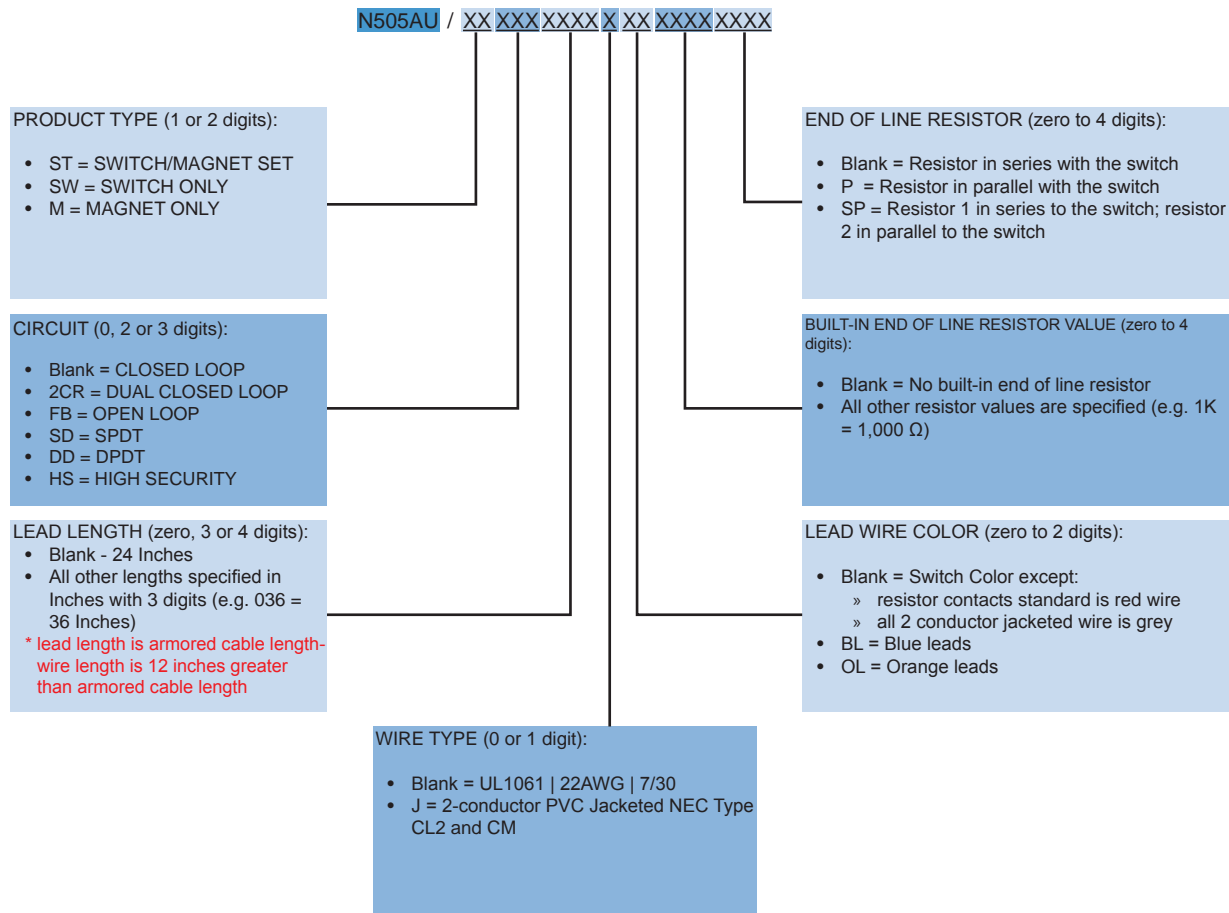 N505AU / XX XXX XXXX X XX XXXX XXXX
PRODUCT TYPE (1 or 2 digits):
• ST = SWITCH/MAGNET SET
• SW = SWITCH ONLY
• M = MAGNET ONLY
CIRCUIT (0, 2 or 3 digits):
• Blank = CLOSED LOOP
• 2CR = DUAL CLOSED LOOP
• FB = OPEN LOOP
• SD = SPDT
• DD = DPDT
• HS = HIGH SECURITY
LEAD LENGTH (zero, 3 or 4 digits):
• Blank - 24 Inches
• All other lengths specified in
Inches with 3 digits (e.g. 036 =
36 Inches)
* lead length is armored cable length-
wire length is 12 inches greater
than armored cable length
WIRE TYPE (0 or 1 digit):
• Blank = UL1061 | 22AWG | 7/30
• J = 2-conductor PVC Jacketed NEC Type
CL2 and CM
END OF LINE RESISTOR (zero to 4 digits):
• Blank = Resistor in series with the switch
• P = Resistor in parallel with the switch
• SP = Resistor 1 in series to the switch; resistor
2 in parallel to the switch
BUILT-IN END OF LINE RESISTOR VALUE (zero to 4
digits):
• Blank = No built-in end of line resistor
• All other resistor values are specified (e.g. 1K
= 1,000 Ω)
LEAD WIRE COLOR (zero to 2 digits):
• Blank = Switch Color except:
» resistor contacts standard is red wire
» all 2 conductor jacketed wire is grey
• BL = Blue leads
• OL = Orange leads